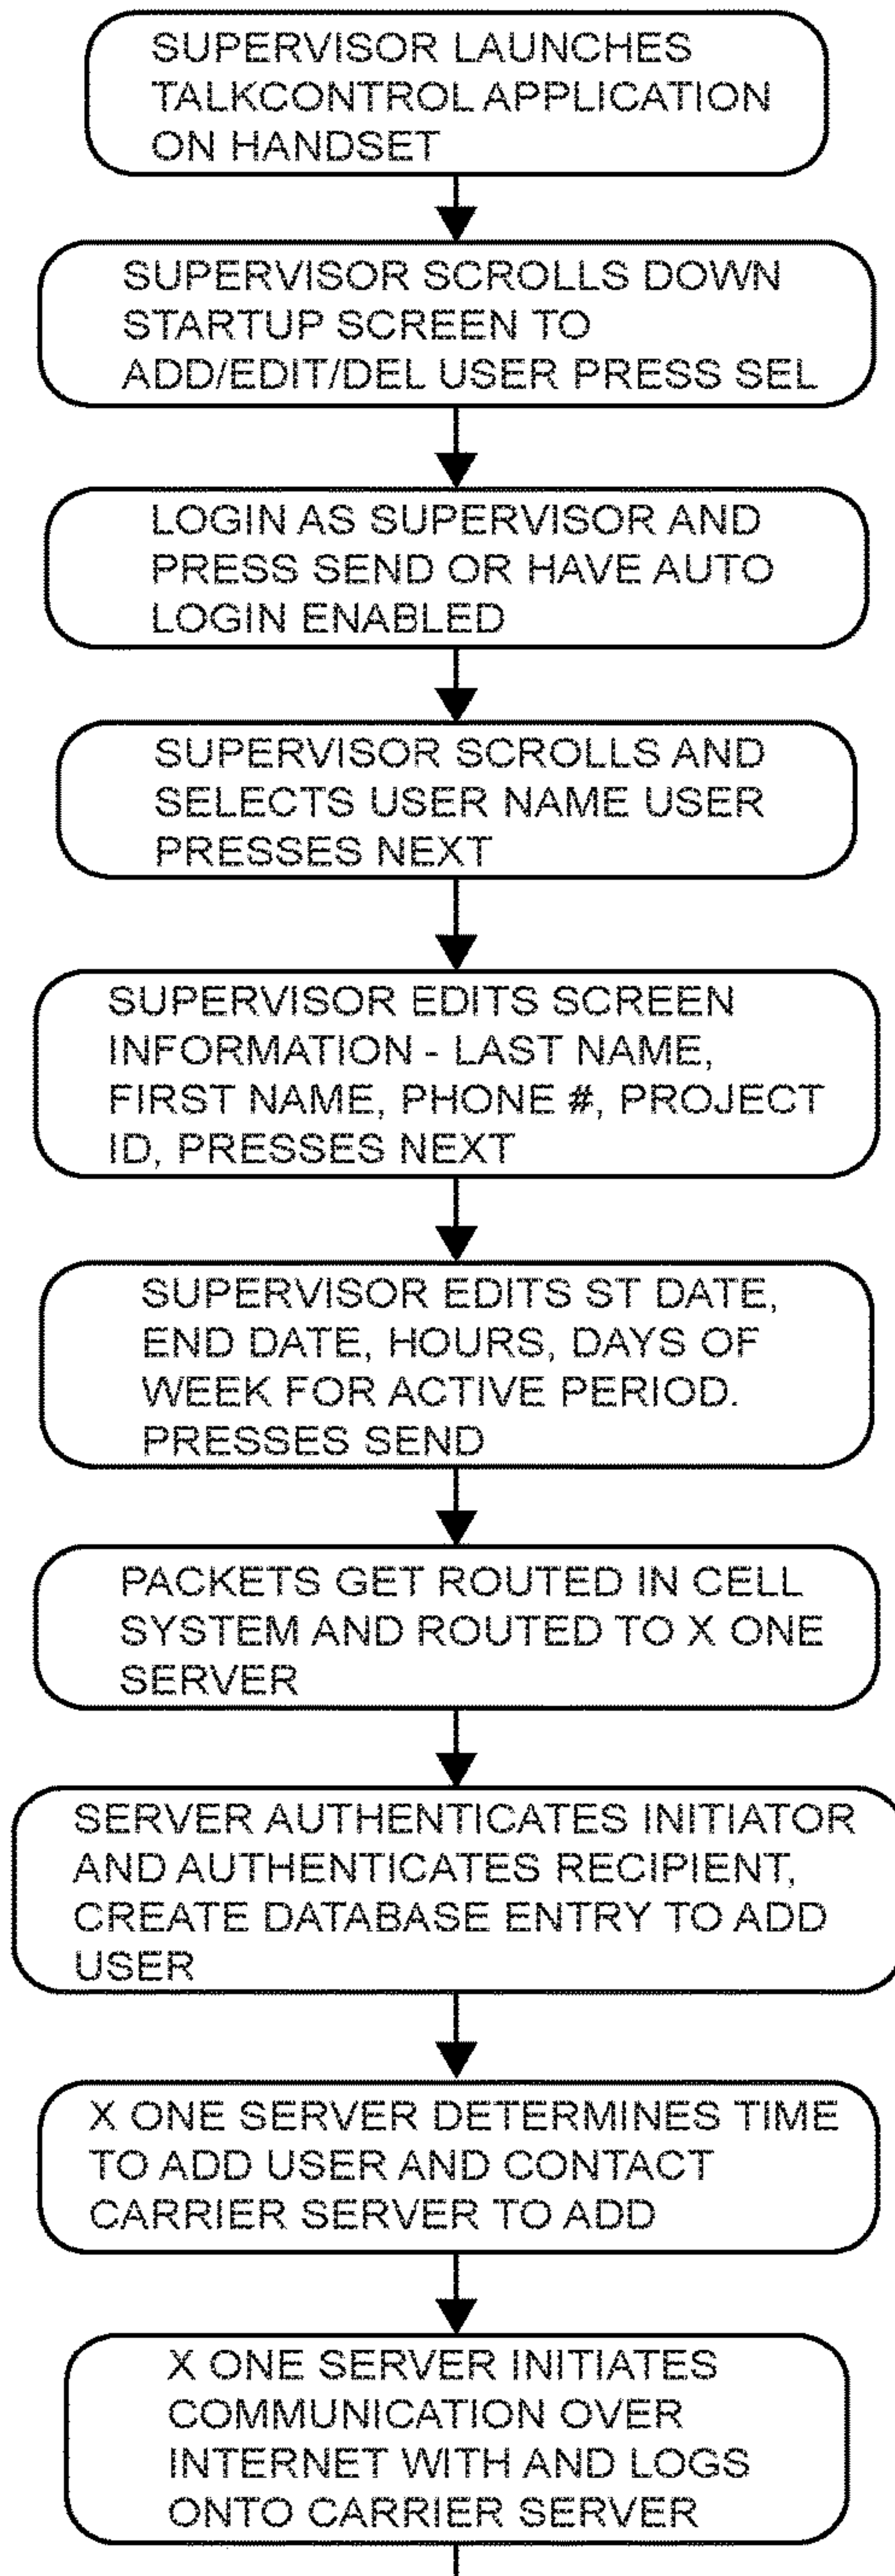 SUPERVISOR LAUNCHES
TALKCONTROL APPLICATION
ON HANDSET
SUPERVISOR SCROLLS DOWN
STARTUP SCREEN TO
ADD/EDIT/DEL USER PRESS SEL
LOGIN AS SUPERVISOR AND
PRESS SEND OR HAVE AUTO
LOGIN ENABLED
SUPERVISOR SCROLLS AND
SELECTS USER NAME USER
PRESSES NEXT
SUPERVISOR EDITS SCREEN
INFORMATION - LAST NAME,
FIRST NAME, PHONE #, PROJECT
ID, PRESSES NEXT
SUPERVISOR EDITS ST DATE,
END DATE, HOURS, DAYS OF
WEEK FOR ACTIVE PERIOD.
PRESSES SEND
PACKETS GET ROUTED IN CELL
SYSTEM AND ROUTED TO X ONE
SERVER
SERVER AUTHENTICATES INITIATOR
AND AUTHENTICATES RECIPIENT,
CREATE DATABASE ENTRY TO ADD
USER
X ONE SERVER DETERMINES TIME
TO ADD USER AND CONTACT
CARRIER SERVER TO ADD
X ONE SERVER INITIATES
COMMUNICATION OVER
INTERNET WITH AND LOGS
ONTO CARRIER SERVER